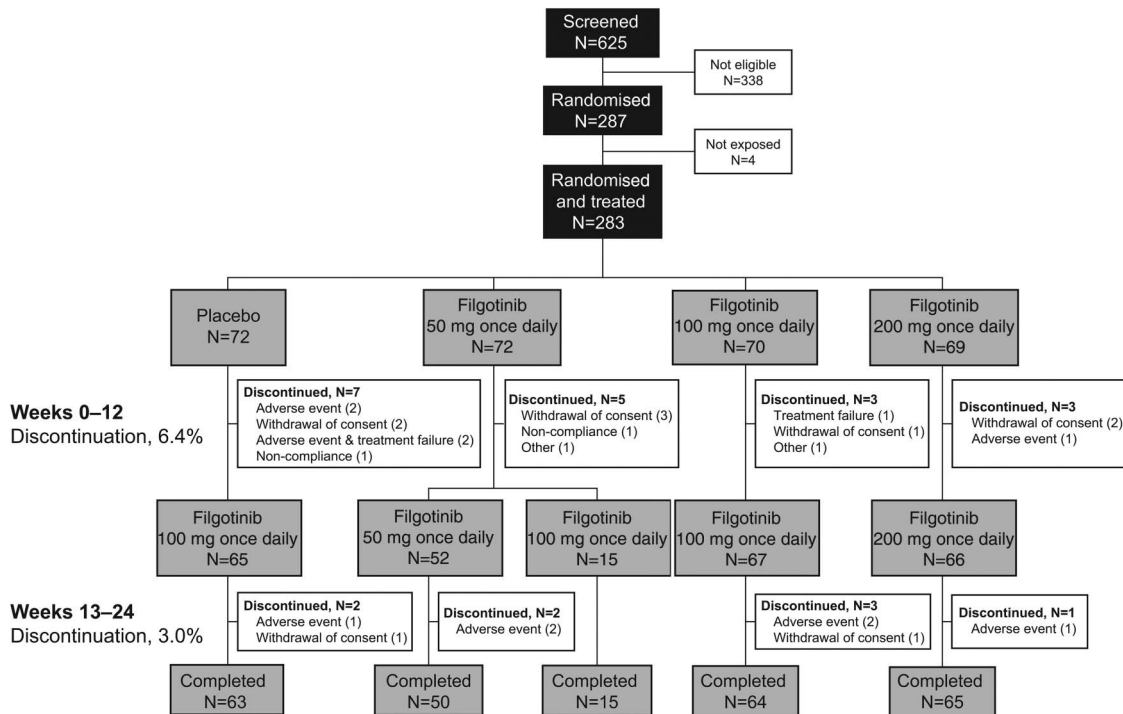 Screened
N=625
Not eligible
N=338
Randomised
N=287
Not exposed
N=4
Randomised
and treated
N=283
Placebo
N=72
Filgotinib
50 mg once daily
N=72
Filgotinib
100 mg once daily
N=70
Filgotinib
200 mg once daily
N=69
Weeks 0–12
Discontinuation, 6.4%
Discontinued, N=7
Adverse event (2)
Withdrawal of consent (2)
Adverse event & treatment failure (2)
Non-compliance (1)
Discontinued, N=5
Withdrawal of consent (3)
Non-compliance (1)
Other (1)
Discontinued, N=3
Treatment failure (1)
Withdrawal of consent (1)
Other (1)
Discontinued, N=3
Withdrawal of consent (2)
Adverse event (1)
Filgotinib
100 mg once daily
N=65
Filgotinib
50 mg once daily
N=52
Filgotinib
100 mg once daily
N=15
Filgotinib
100 mg once daily
N=67
Filgotinib
200 mg once daily
N=66
Weeks 13–24
Discontinuation, 3.0%
Discontinued, N=2
Adverse event (1)
Withdrawal of consent (1)
Discontinued, N=2
Adverse event (2)
Discontinued, N=3
Adverse event (2)
Withdrawal of consent (1)
Discontinued, N=1
Adverse event (1)
Completed
N=63
Completed
N=50
Completed
N=15
Completed
N=64
Completed
N=65